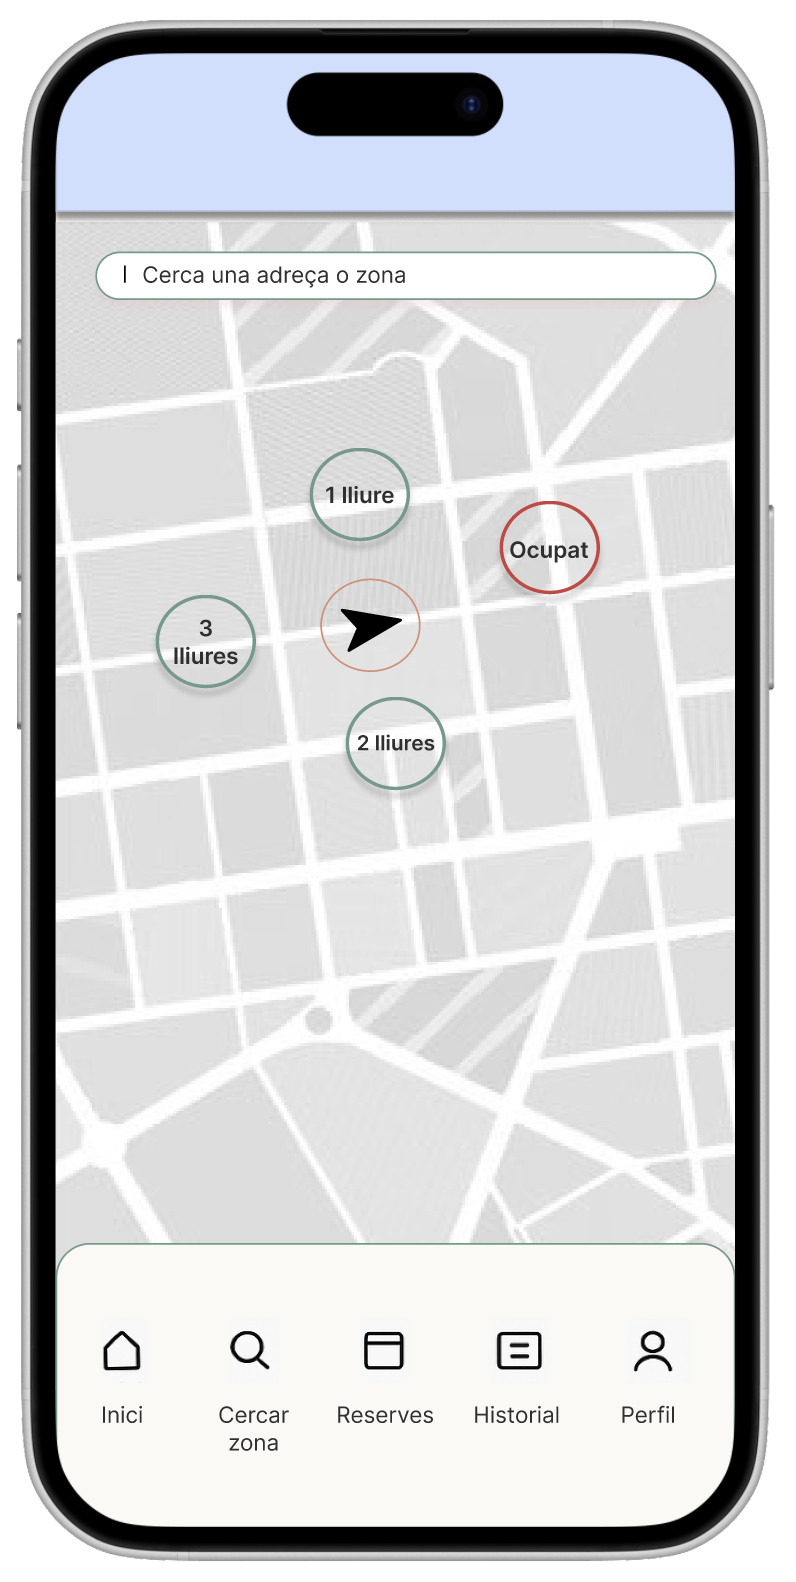 | Cerca una adreça o zona
1 lliure
Ocupat
3
lliures
2 lliures
Inici
Cercar
zona
Reserves
Historial
Perfil